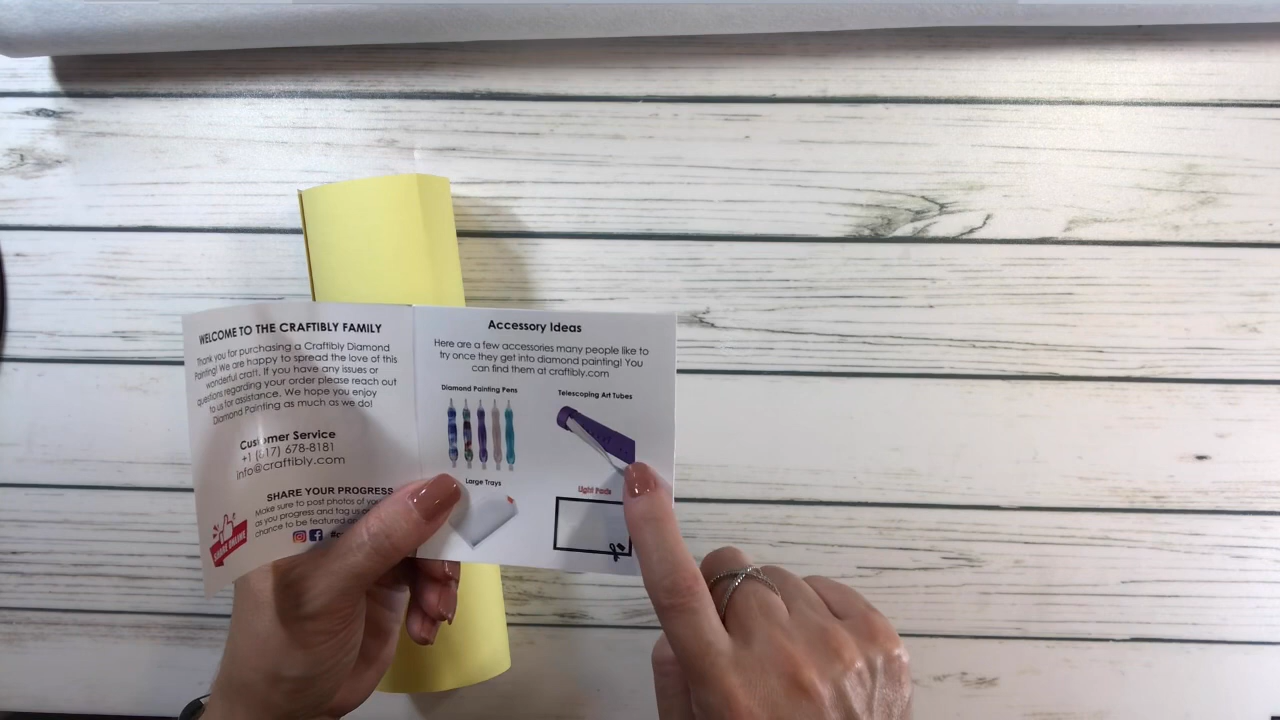 WELCOME TO THE CRAFTIBLY FAMILY
Thank you for purchasing a Craftibly Diamond
Painting! We are happy to spread the love of this
wonderful craft. If you have any issues or
questions regarding your order please reach out
to us for assistance. We hope you enjoy
Diamond Painting as much as we do!
Customer Service
+1 (817) 678-8181
info@craftibly.com
SHARE YOUR PROGRESS
Make sure to post photos of
as you progress and tag us
chance to be featured
SHARE ONLINE
Accessory Ideas
Here are a few accessories many people like to
try once they get into diamond painting! You
can find them at craftibly.com
Diamond Painting Pens
Telescoping Art Tubes
Large Trays
Light Pads